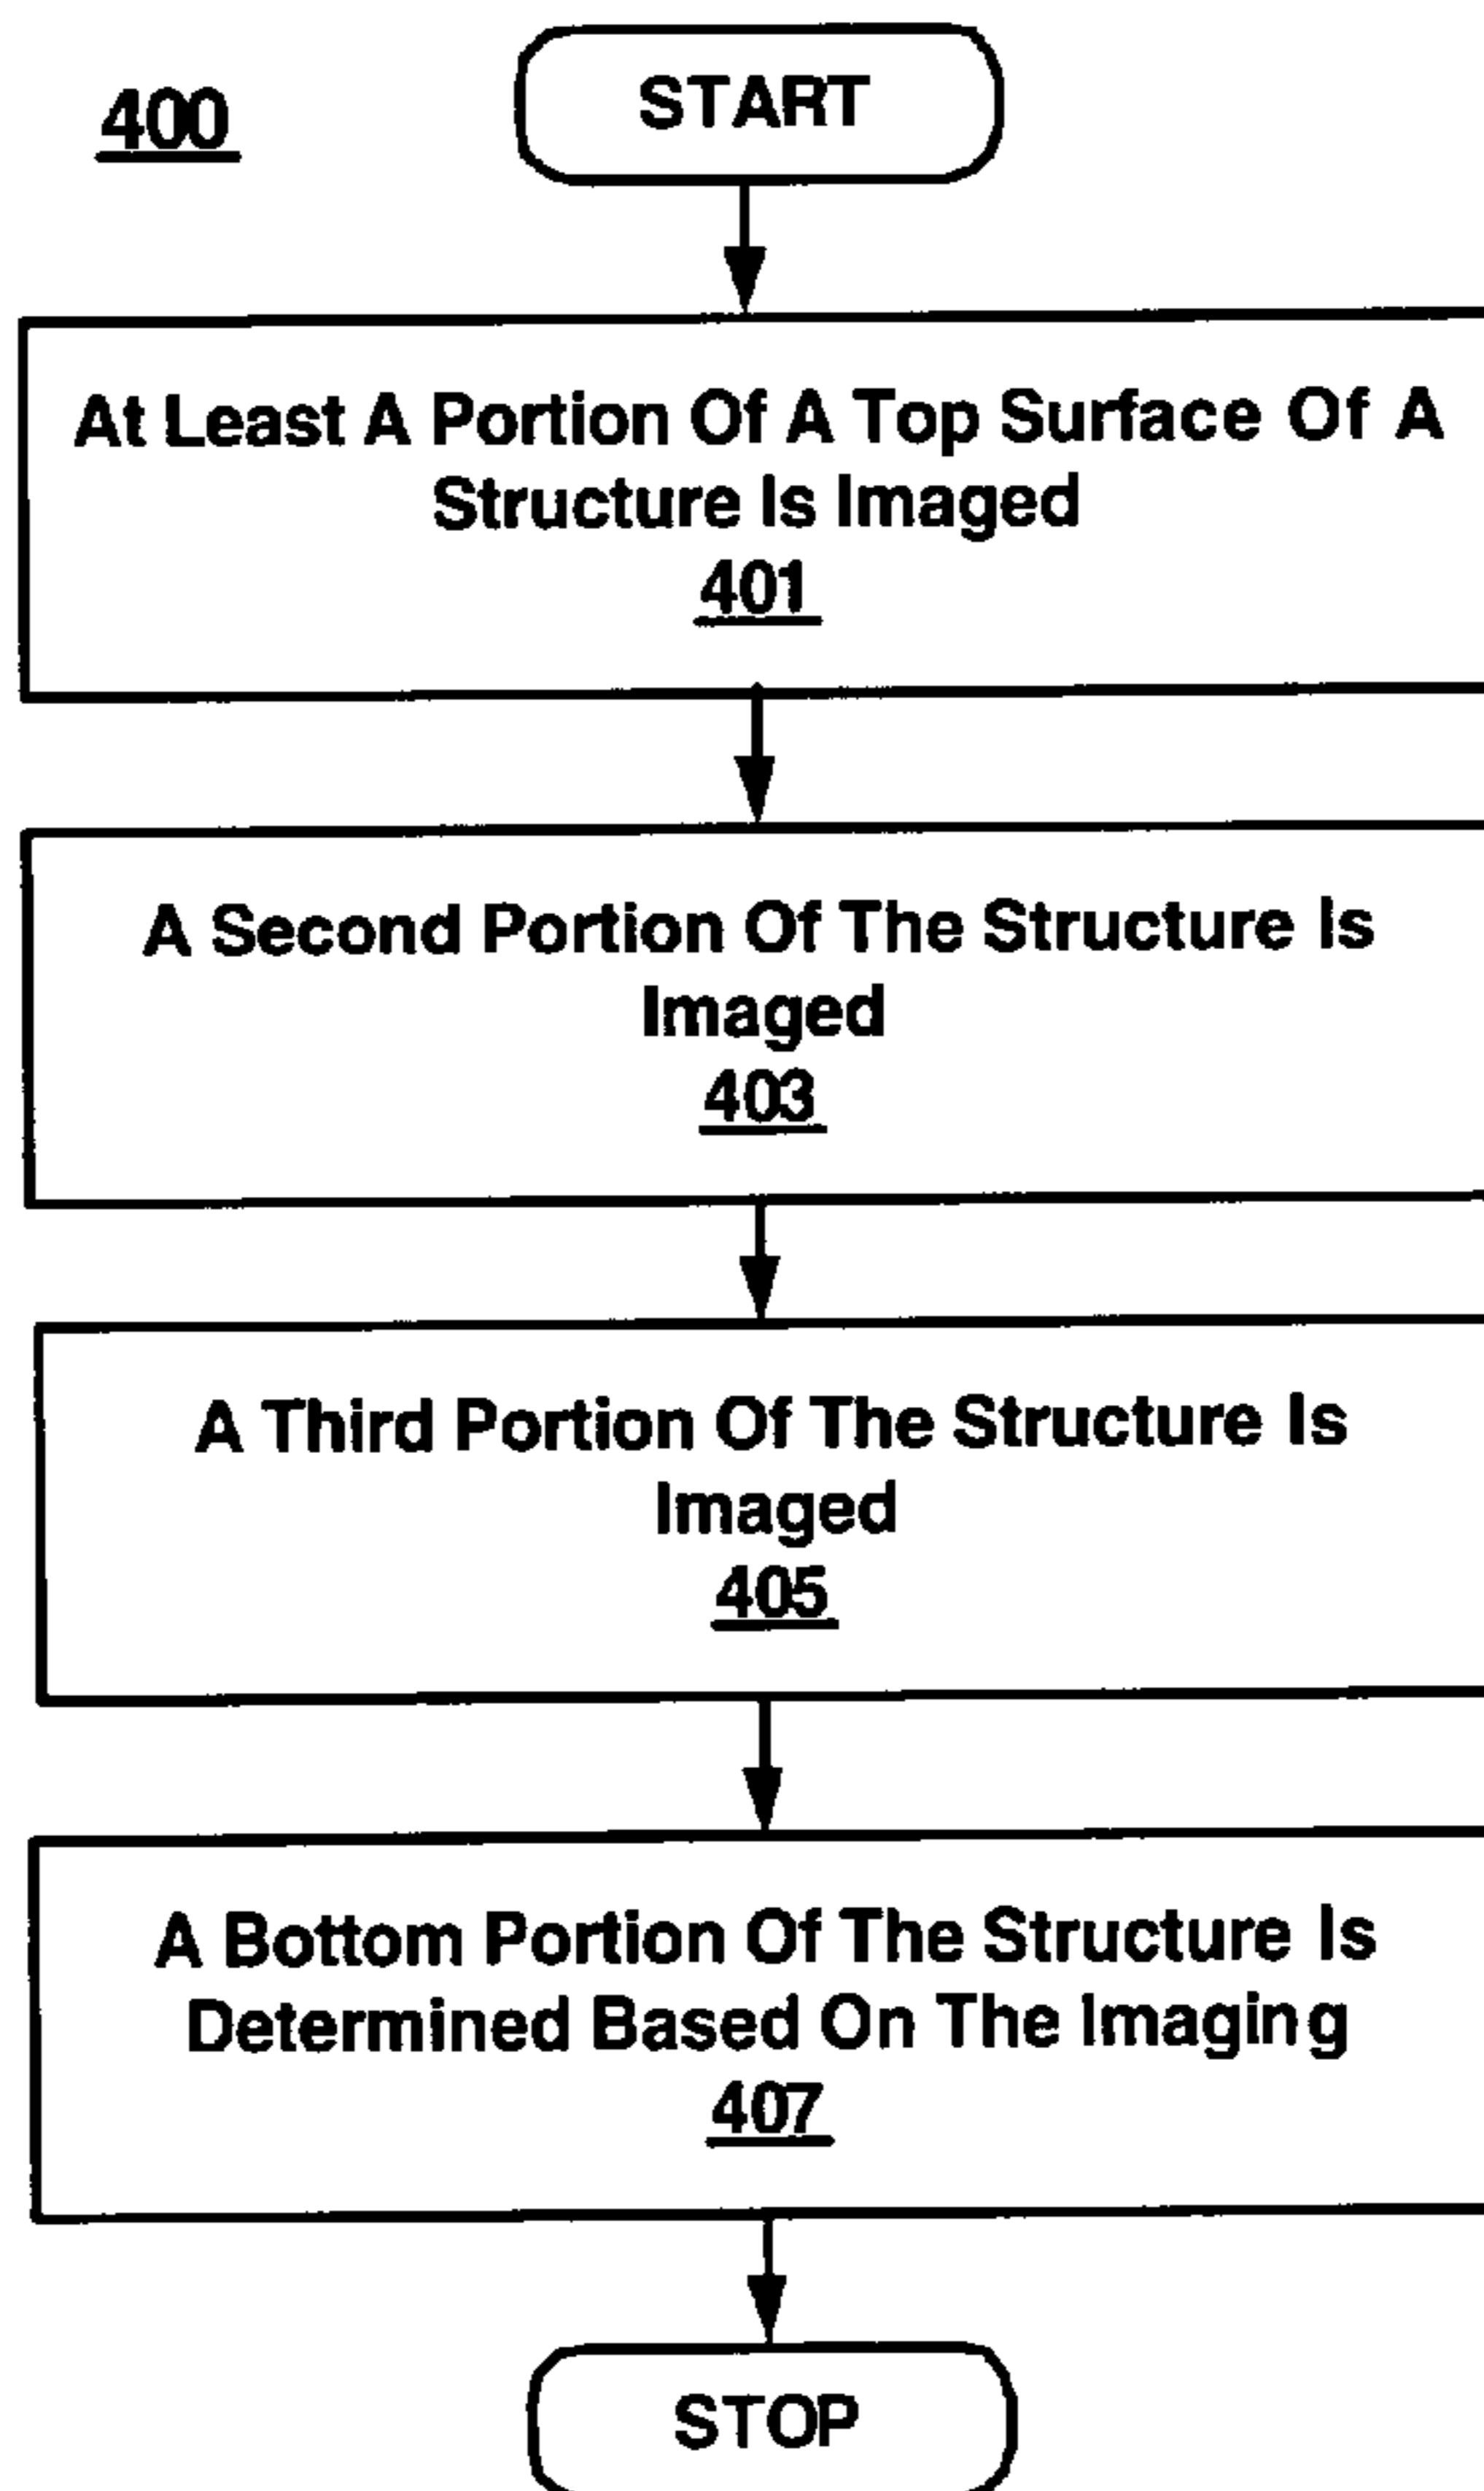 400
START
At Least A Portion Of A Top Surface Of A
Structure Is Imaged
401
A Second Portion Of The Structure Is
Imaged
403
A Third Portion Of The Structure Is
Imaged
405
A Bottom Portion Of The Structure Is
Determined Based On The Imaging
407
STOP